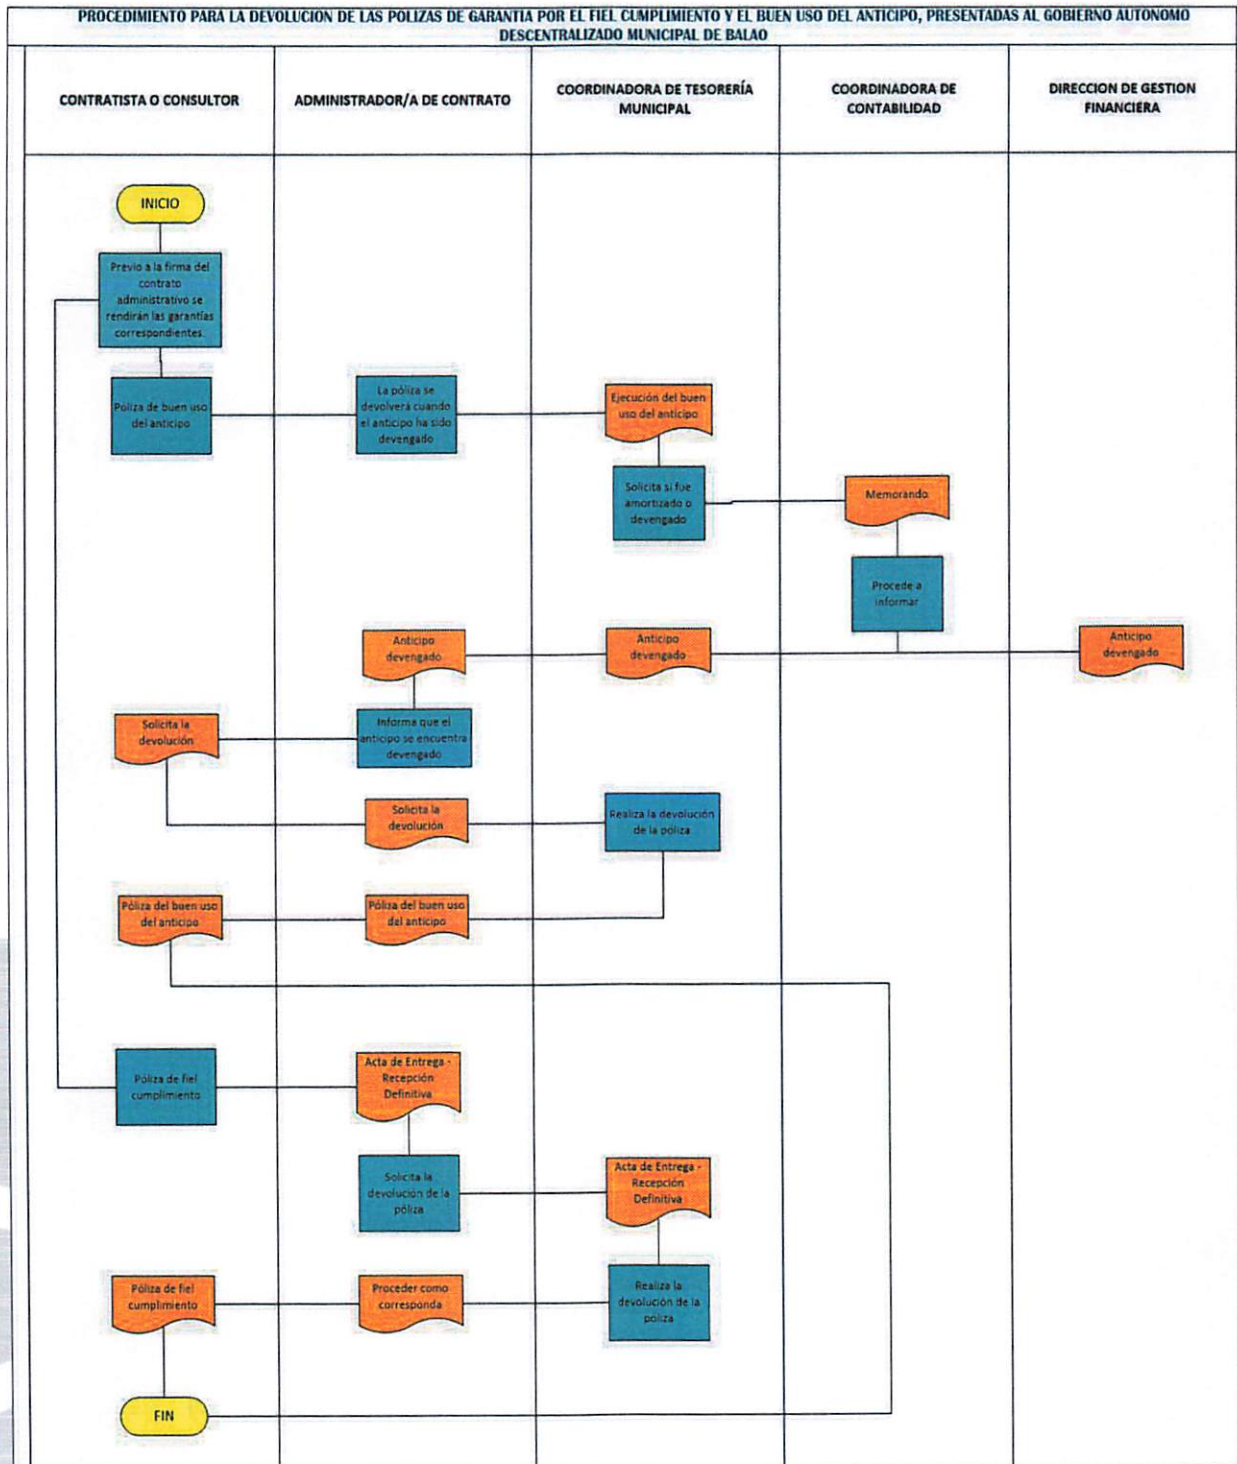 PROCEDIMIENTO PARA LA DEVOLUCION DE LAS POLIZAS DE GARANTIA POR EL FIEL CUMPLIMIENTO Y EL BUEN USO DEL ANTICIPO, PRESENTADAS AL GOBIERNO AUTONOMO
DESCENTRALIZADO MUNICIPAL DE BALAO
CONTRATISTA O CONSULTOR
ADMINISTRADOR/A DE CONTRATO
COORDINADORA DE TESORERÍA
MUNICIPAL
COORDINADORA DE
CONTABILIDAD
DIRECCION DE GESTION
FINANCIERA
INICIO
Previo a la firma del
contrato
administrativo se
rendirán las garantías
correspondientes.
Póliza de buen uso
del anticipo
La póliza se
devolverá cuando
el anticipo ha sido
devengado
Ejecución del buen
uso del anticipo
Solicita si fue
amortizado o
devengado
Memorando
Procede a
informar
Anticipo
devengado
Anticipo
devengado
Anticipo
devengado
Solicita la
devolución
Informa que el
anticipo se encuentra
devengado
Solicita la
devolución
Realiza la devolución
de la póliza
Póliza del buen uso
del anticipo
Póliza del buen uso
del anticipo
Póliza de fiel
cumplimiento
Acta de Entrega -
Recepción
Definitiva
Solicita la
devolución de la
póliza
Acta de Entrega -
Recepción
Definitiva
Póliza de fiel
cumplimiento
Proceder como
corresponda
Realiza la
devolución de la
póliza
FIN